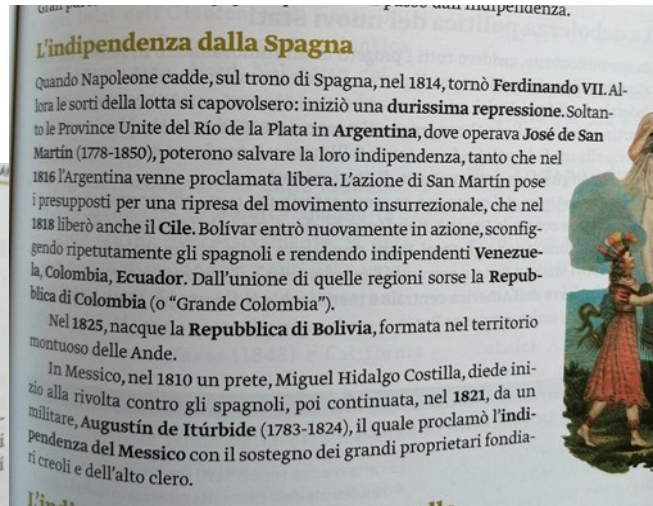 dall'indipendenza.
L'indipendenza dalla Spagna
Quando Napoleone cadde, sul trono di Spagna, nel 1814, tornò Ferdinando VII. Al-
lora le sorti della lotta si capovolsero: iniziò una durissima repressione. Soltan-
to le Province Unite del Río de la Plata in Argentina, dove operava José de San
Martín (1778-1850), poterono salvare la loro indipendenza, tanto che nel
1816 l'Argentina venne proclamata libera. L'azione di San Martín pose
i presupposti per una ripresa del movimento insurrezionale, che nel
1818 liberò anche il Cile. Bolívar entrò nuovamente in azione, sconfig-
gendo ripetutamente gli spagnoli e rendendo indipendenti Venezue-
la, Colombia, Ecuador. Dall'unione di quelle regioni sorse la Repub-
blica di Colombia (o "Grande Colombia").
Nel 1825, nacque la Repubblica di Bolivia, formata nel territorio
montuoso delle Ande.
In Messico, nel 1810 un prete, Miguel Hidalgo Costilla, diede ini-
zio alla rivolta contro gli spagnoli, poi continuata, nel 1821, da un
militare, Augustín de Itúrbide (1783-1824), il quale proclamò l'indi-
pendenza del Messico con il sostegno dei grandi proprietari fondia-
ri creoli e dell'alto clero.